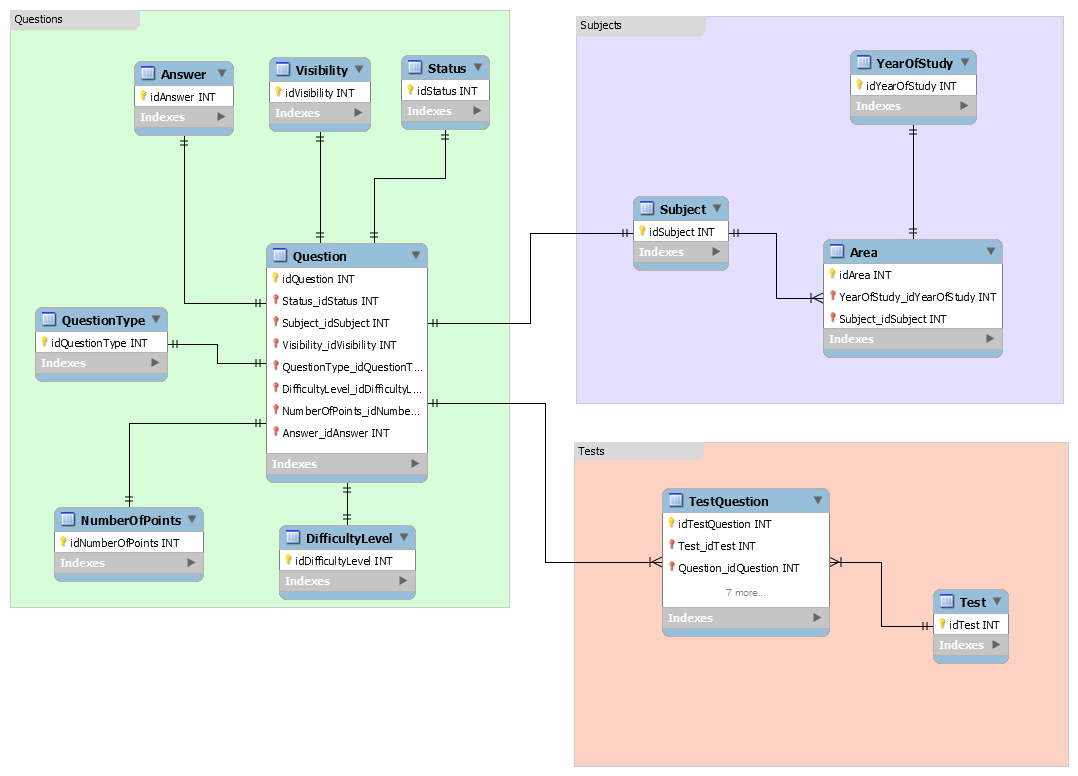 Questions
Answer
idAnswer INT
Indexes
Visibility
idVisibility INT
Indexes
Status
idStatus INT
Indexes
Question
idQuestion INT
Status_idStatus INT
Subject_idSubject INT
Visibility_idVisibility INT
QuestionType_idQuestionT...
DifficultyLevel_idDifficultyL...
NumberOfPoints_idNumbe...
Answer_idAnswer INT
Indexes
QuestionType
idQuestionType INT
Indexes
NumberOfPoints
idNumberOfPoints INT
Indexes
DifficultyLevel
idDifficultyLevel INT
Indexes
Subjects
YearOfStudy
idYearOfStudy INT
Indexes
Subject
idSubject INT
Indexes
Area
idArea INT
YearOfStudy_idYearOfStudy INT
Subject_idSubject INT
Indexes
Tests
TestQuestion
idTestQuestion INT
Test_idTest INT
Question_idQuestion INT
7 more...
Indexes
Test
idTest INT
Indexes